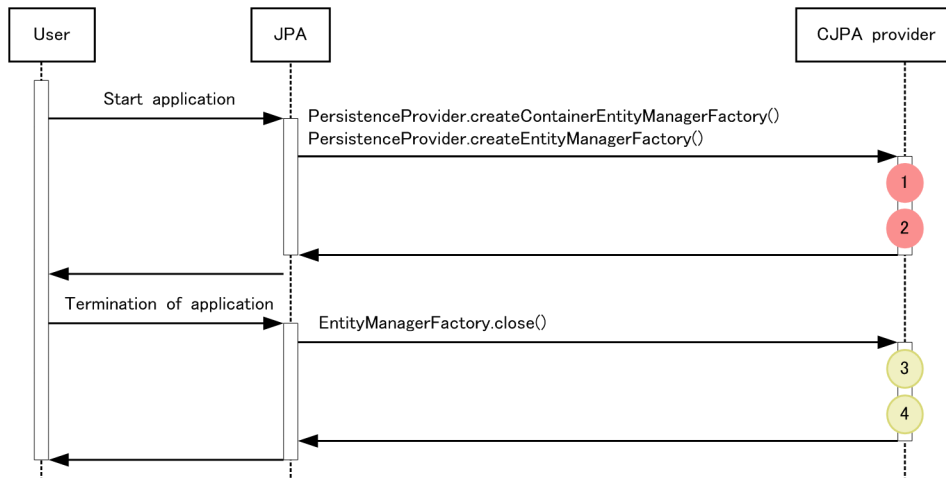 User
JPA
CJPA provider
Start application
PersistenceProvider.createContainerEntityManagerFactory()
PersistenceProvider.createEntityManagerFactory()
1
2
Termination of application
EntityManagerFactory.close()
3
4